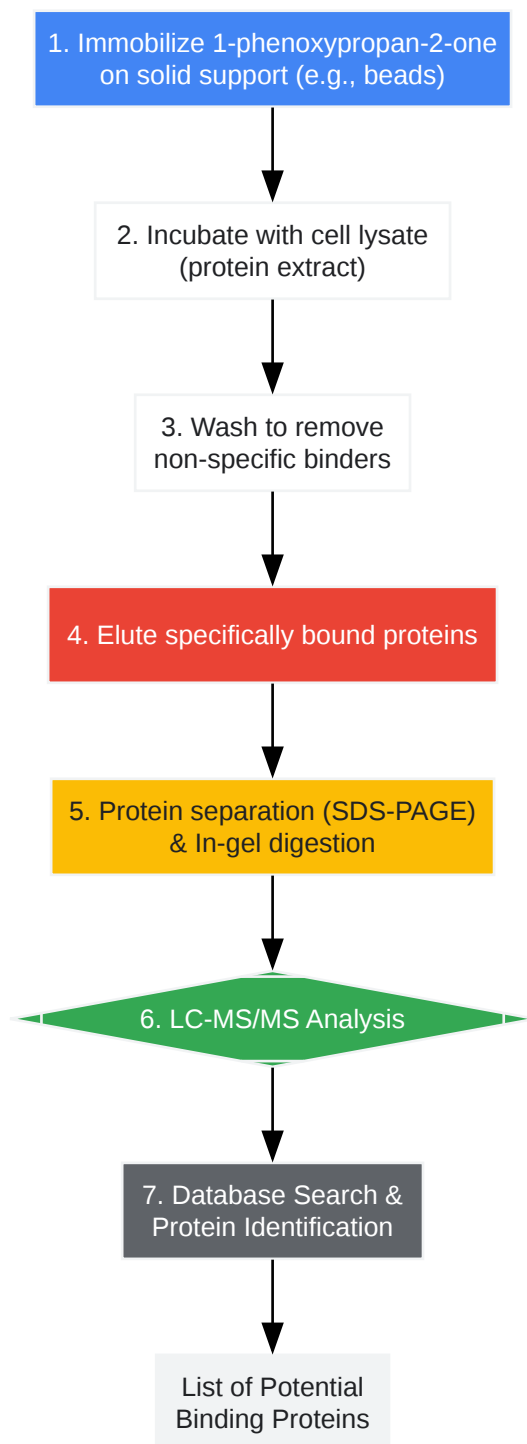 1. Immobilize 1-phenoxypropan-2-one
on solid support (e.g., beads)
2. Incubate with cell lysate
(protein extract)
3. Wash to remove
non-specific binders
4. Elute specifically bound proteins
5. Protein separation (SDS-PAGE)
& In-gel digestion
6. LC-MS/MS Analysis
7. Database Search &
Protein Identification
List of Potential
Binding Proteins